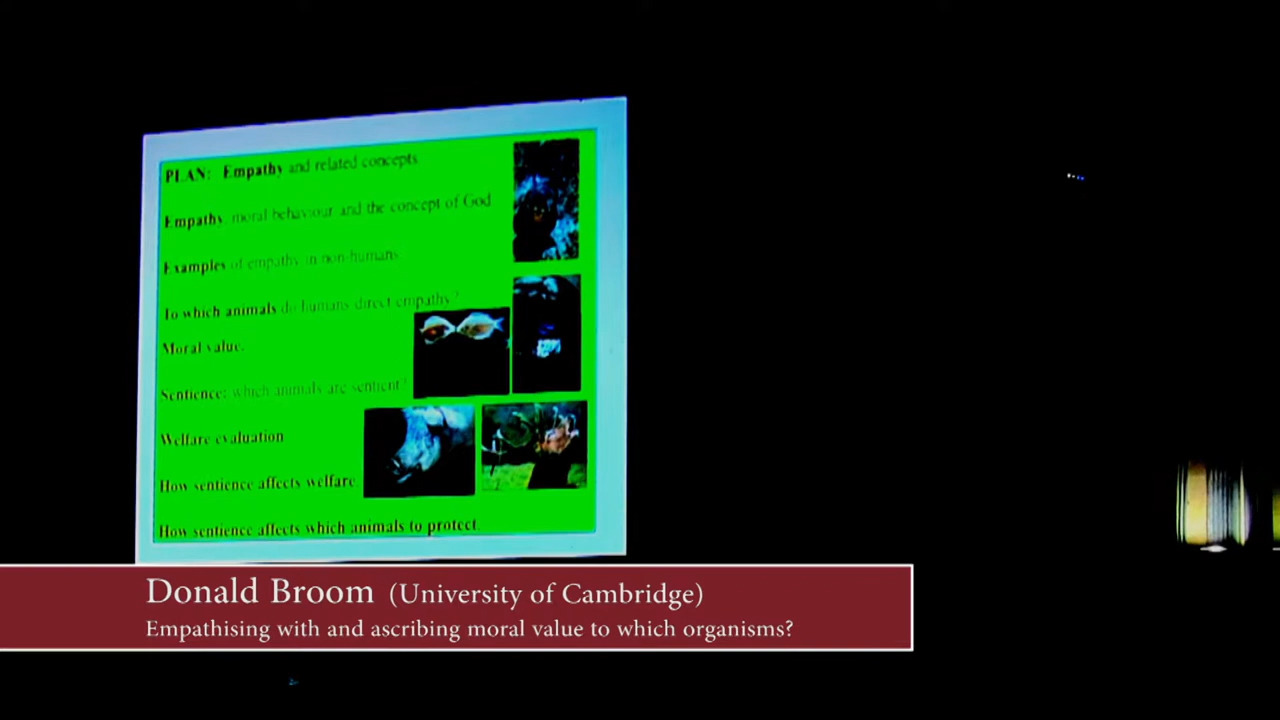 PLAN: Empathy and related concepts
Empathy, moral behaviour and the concept of God
Examples of empathy in non-humans
To which animals do humans direct empathy?
Moral value.
Sentience: which animals are sentient?
Welfare evaluation
How sentience affects welfare
How sentience affects which animals to protect.
Donald Broom (University of Cambridge)
Empathising with and ascribing moral value to which organisms?